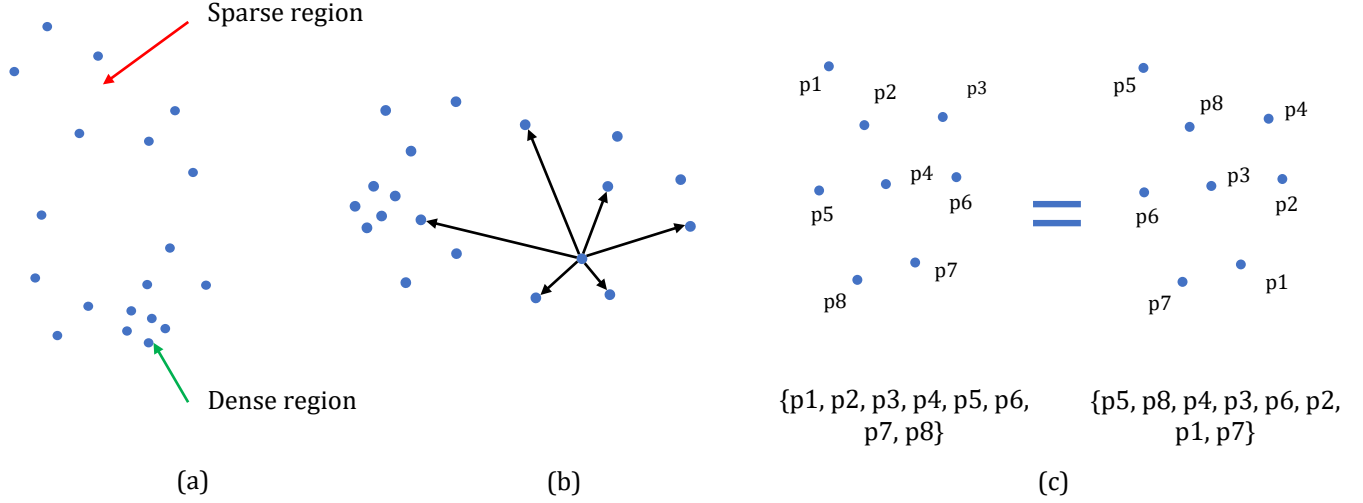 Sparse region
Dense region
(a)
(b)
p1
p2
p3
p4
p5
p6
p7
p8
{p1, p2, p3, p4, p5, p6,
p7, p8}
p5
p8
p4
p3
p6
p2
p1
p7
{p5, p8, p4, p3, p6, p2,
p1, p7}
(c)